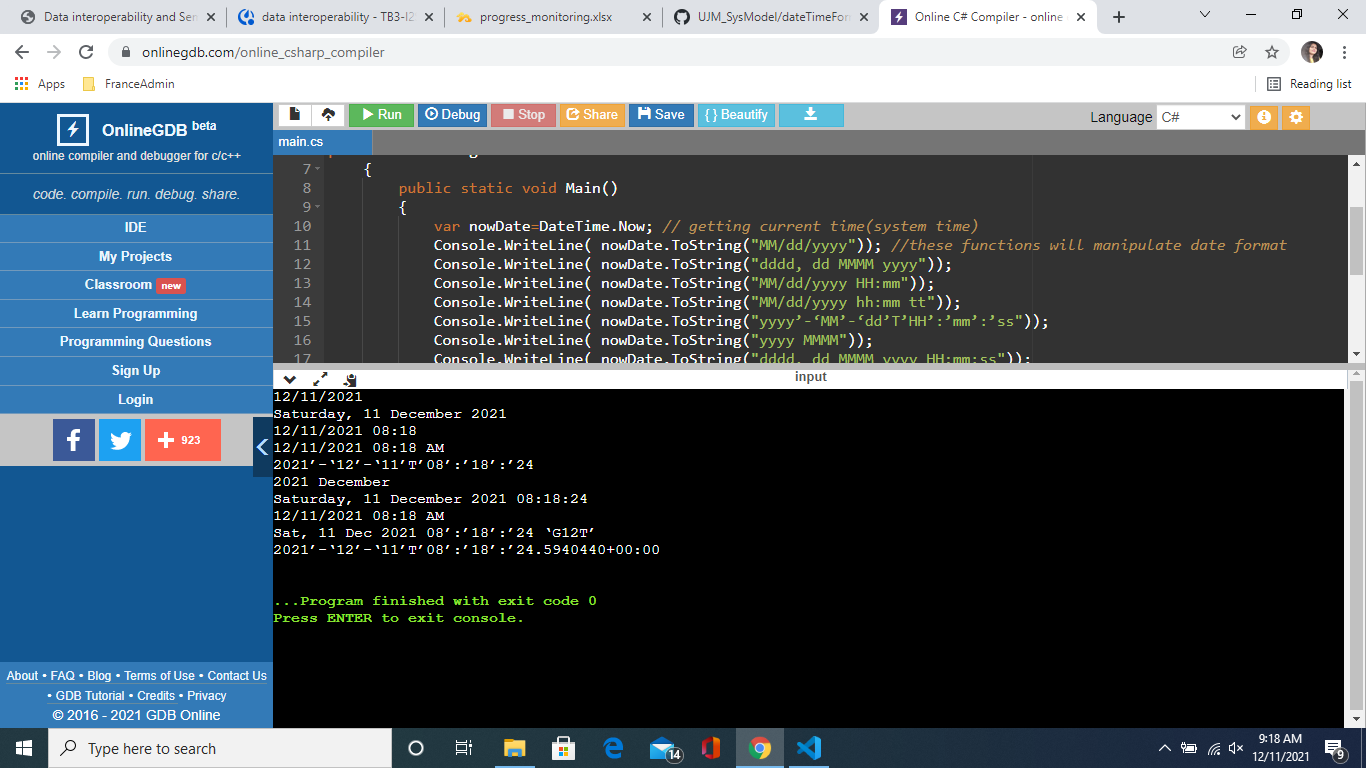 Data interoperability and Sem
data interoperability - TB3-I2
progress_monitoring.xlsx
UJM_SysModel/dateTimeForm
Online C# Compiler - online
onlinegdb.com/online_csharp_compiler
Apps
FranceAdmin
Reading list
OnlineGDB beta
online compiler and debugger for c/c++
code. compile. run. debug. share.
IDE
My Projects
Classroom new
Learn Programming
Programming Questions
Sign Up
Login
923
About • FAQ • Blog • Terms of Use • Contact Us
• GDB Tutorial • Credits • Privacy
© 2016 - 2021 GDB Online
Run
Debug
Stop
Share
Save
{ } Beautify
Language C#
main.cs
7 {
8 public static void Main()
9 {
10 var nowDate=DateTime.Now; // getting current time(system time)
11 Console.WriteLine( nowDate.ToString("MM/dd/yyyy")); //these functions will manipulate date format
12 Console.WriteLine( nowDate.ToString("dddd, dd MMMM yyyy"));
13 Console.WriteLine( nowDate.ToString("MM/dd/yyyy HH:mm"));
14 Console.WriteLine( nowDate.ToString("MM/dd/yyyy hh:mm tt"));
15 Console.WriteLine( nowDate.ToString("yyyy’-‘MM’-‘dd’T’HH’:’mm’:’ss"));
16 Console.WriteLine( nowDate.ToString("yyyy MMMM"));
17 Console.WriteLine( nowDate.ToString("dddd, dd MMMM yyyy HH:mm:ss"));
input
12/11/2021
Saturday, 11 December 2021
12/11/2021 08:18
12/11/2021 08:18 AM
2021’-‘12’-‘11’T’08’:’18’:’24
2021 December
Saturday, 11 December 2021 08:18:24
12/11/2021 08:18 AM
Sat, 11 Dec 2021 08’:’18’:’24 ‘G12T’
2021’-‘12’-‘11’T’08’:’18’:’24.5940440+00:00
...Program finished with exit code 0
Press ENTER to exit console.
Type here to search
14
9:18 AM
12/11/2021
9